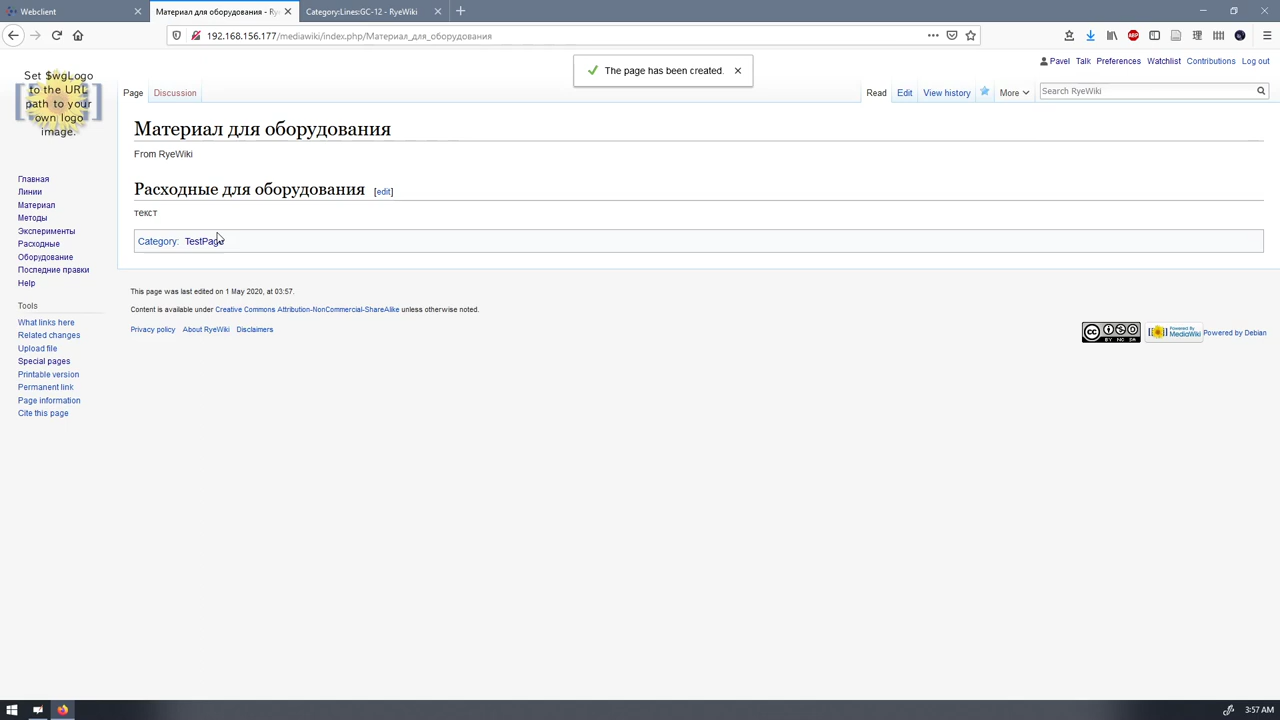 Webclient
Материал для оборудования - Ry
Category:Lines:GC-12 - RyeWiki
192.168.156.177/mediawiki/index.php/Материал_для_оборудования
The page has been created.
Pavel Talk Preferences Watchlist Contributions Log out
Set $wgLogo
to the URL
path to your
own logo
image.
Page Discussion
Read Edit View history More
Search RyeWiki
Материал для оборудования
From RyeWiki
Расходные для оборудования [edit]
текст
Category: TestPage
Главная
Линии
Материал
Методы
Эксперименты
Расходные
Оборудование
Последние правки
Help
Tools
What links here
Related changes
Upload file
Special pages
Printable version
Permanent link
Page information
Cite this page
This page was last edited on 1 May 2020, at 03:57.
Content is available under Creative Commons Attribution-NonCommercial-ShareAlike unless otherwise noted.
Privacy policy About RyeWiki Disclaimers
BY NC SA
Powered By
MediaWiki
Powered by Debian
3:57 AM